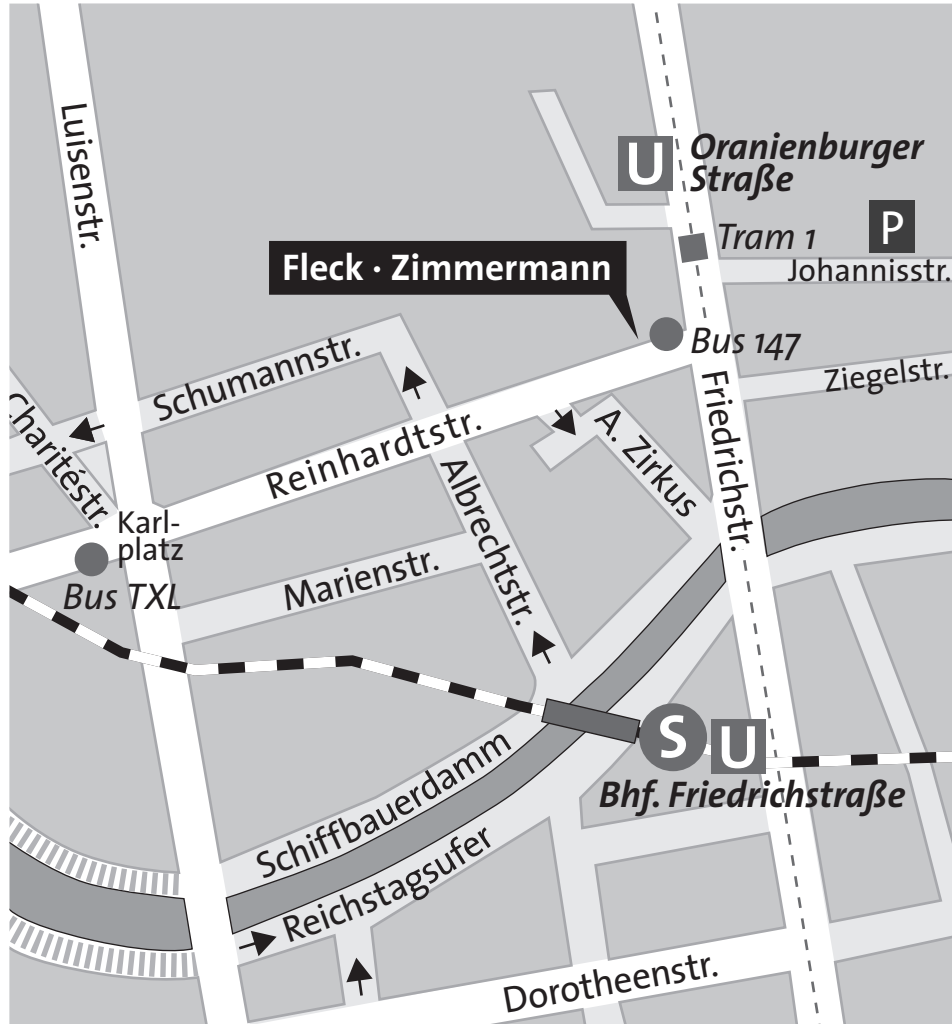 Luisenstr.
U
Oranienburger
Straße
Tram 1
P
Johannisstr.
Fleck · Zimmermann
Bus 147
Ziegelstr.
Schumannstr.
Friedrichstr.
Charitéstr.
Reinhardtstr.
A. Zirkus
Albrechtstr.
Karl-
platz
Bus TXL
Marienstr.
S
U
Bhf. Friedrichstraße
Schiffbauerdamm
Reichstagsufer
Dorotheenstr.